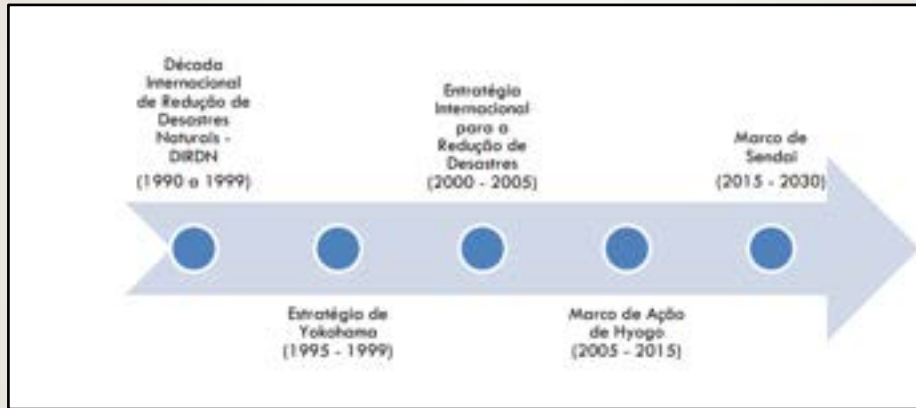 Década
Internacional
de Redução de
Desastres
Naturais -
DIRDN
(1990 a 1999)
Estratégia de
Yokohama
(1995 - 1999)
Entratégia
Internacional
para a
Redução de
Desastres
(2000 - 2005)
Marco de Ação
de Hyogo
(2005 - 2015)
Marco de
Sendai
(2015 - 2030)